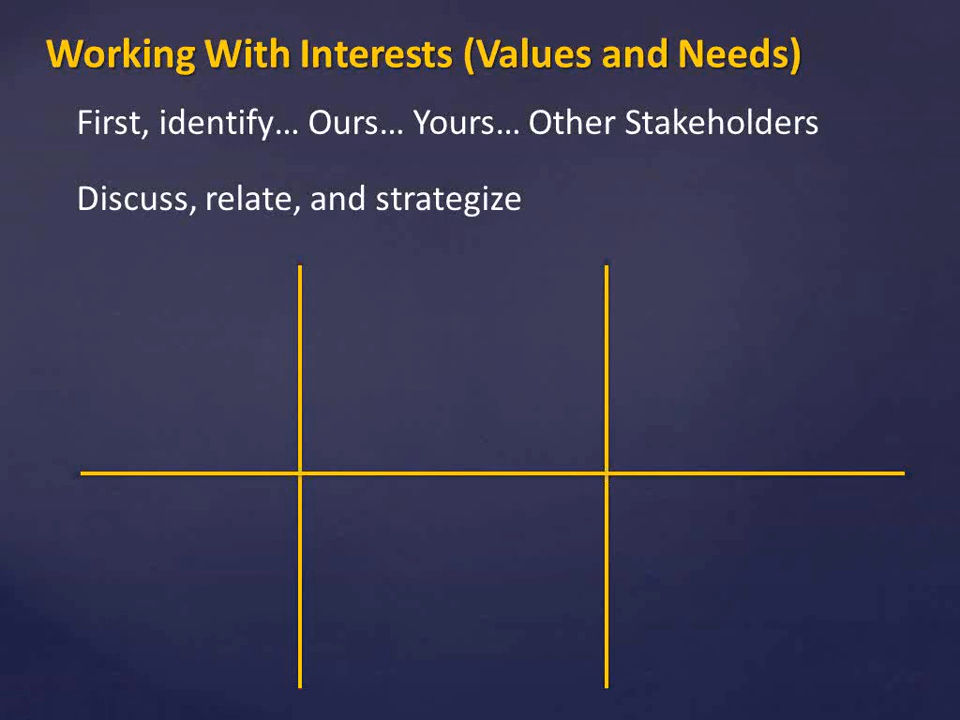 Working With Interests (Values and Needs)
First, identify… Ours… Yours… Other Stakeholders
Discuss, relate, and strategize